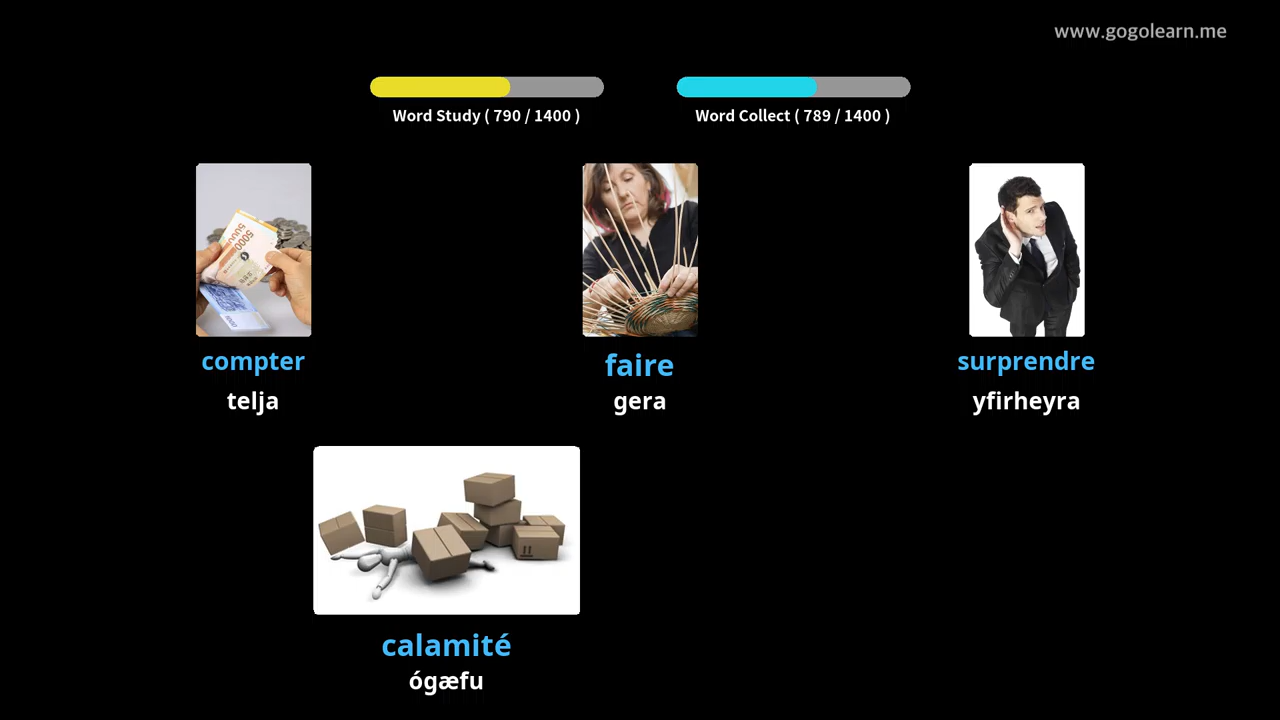 www.gogolearn.me
Word Study ( 790 / 1400 )
Word Collect ( 789 / 1400 )
compter
telja
faire
gera
surprendre
yfirheyra
calamité
ógæfu